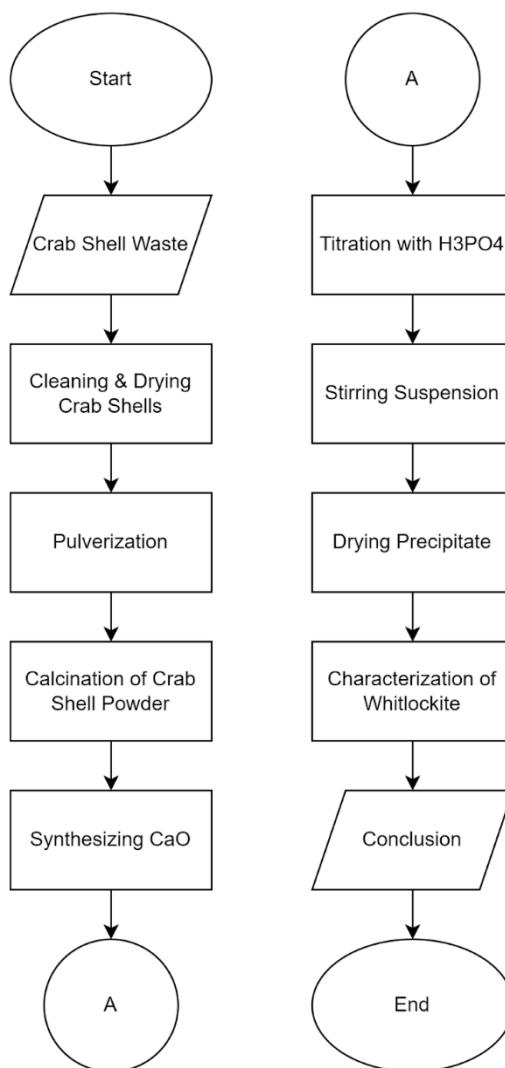 Start
Crab Shell Waste
Cleaning & Drying
Crab Shells
Pulverization
Calcination of Crab
Shell Powder
Synthesizing CaO
A
A
Titration with H3PO4
Stirring Suspension
Drying Precipitate
Characterization of
Whitlockite
Conclusion
End